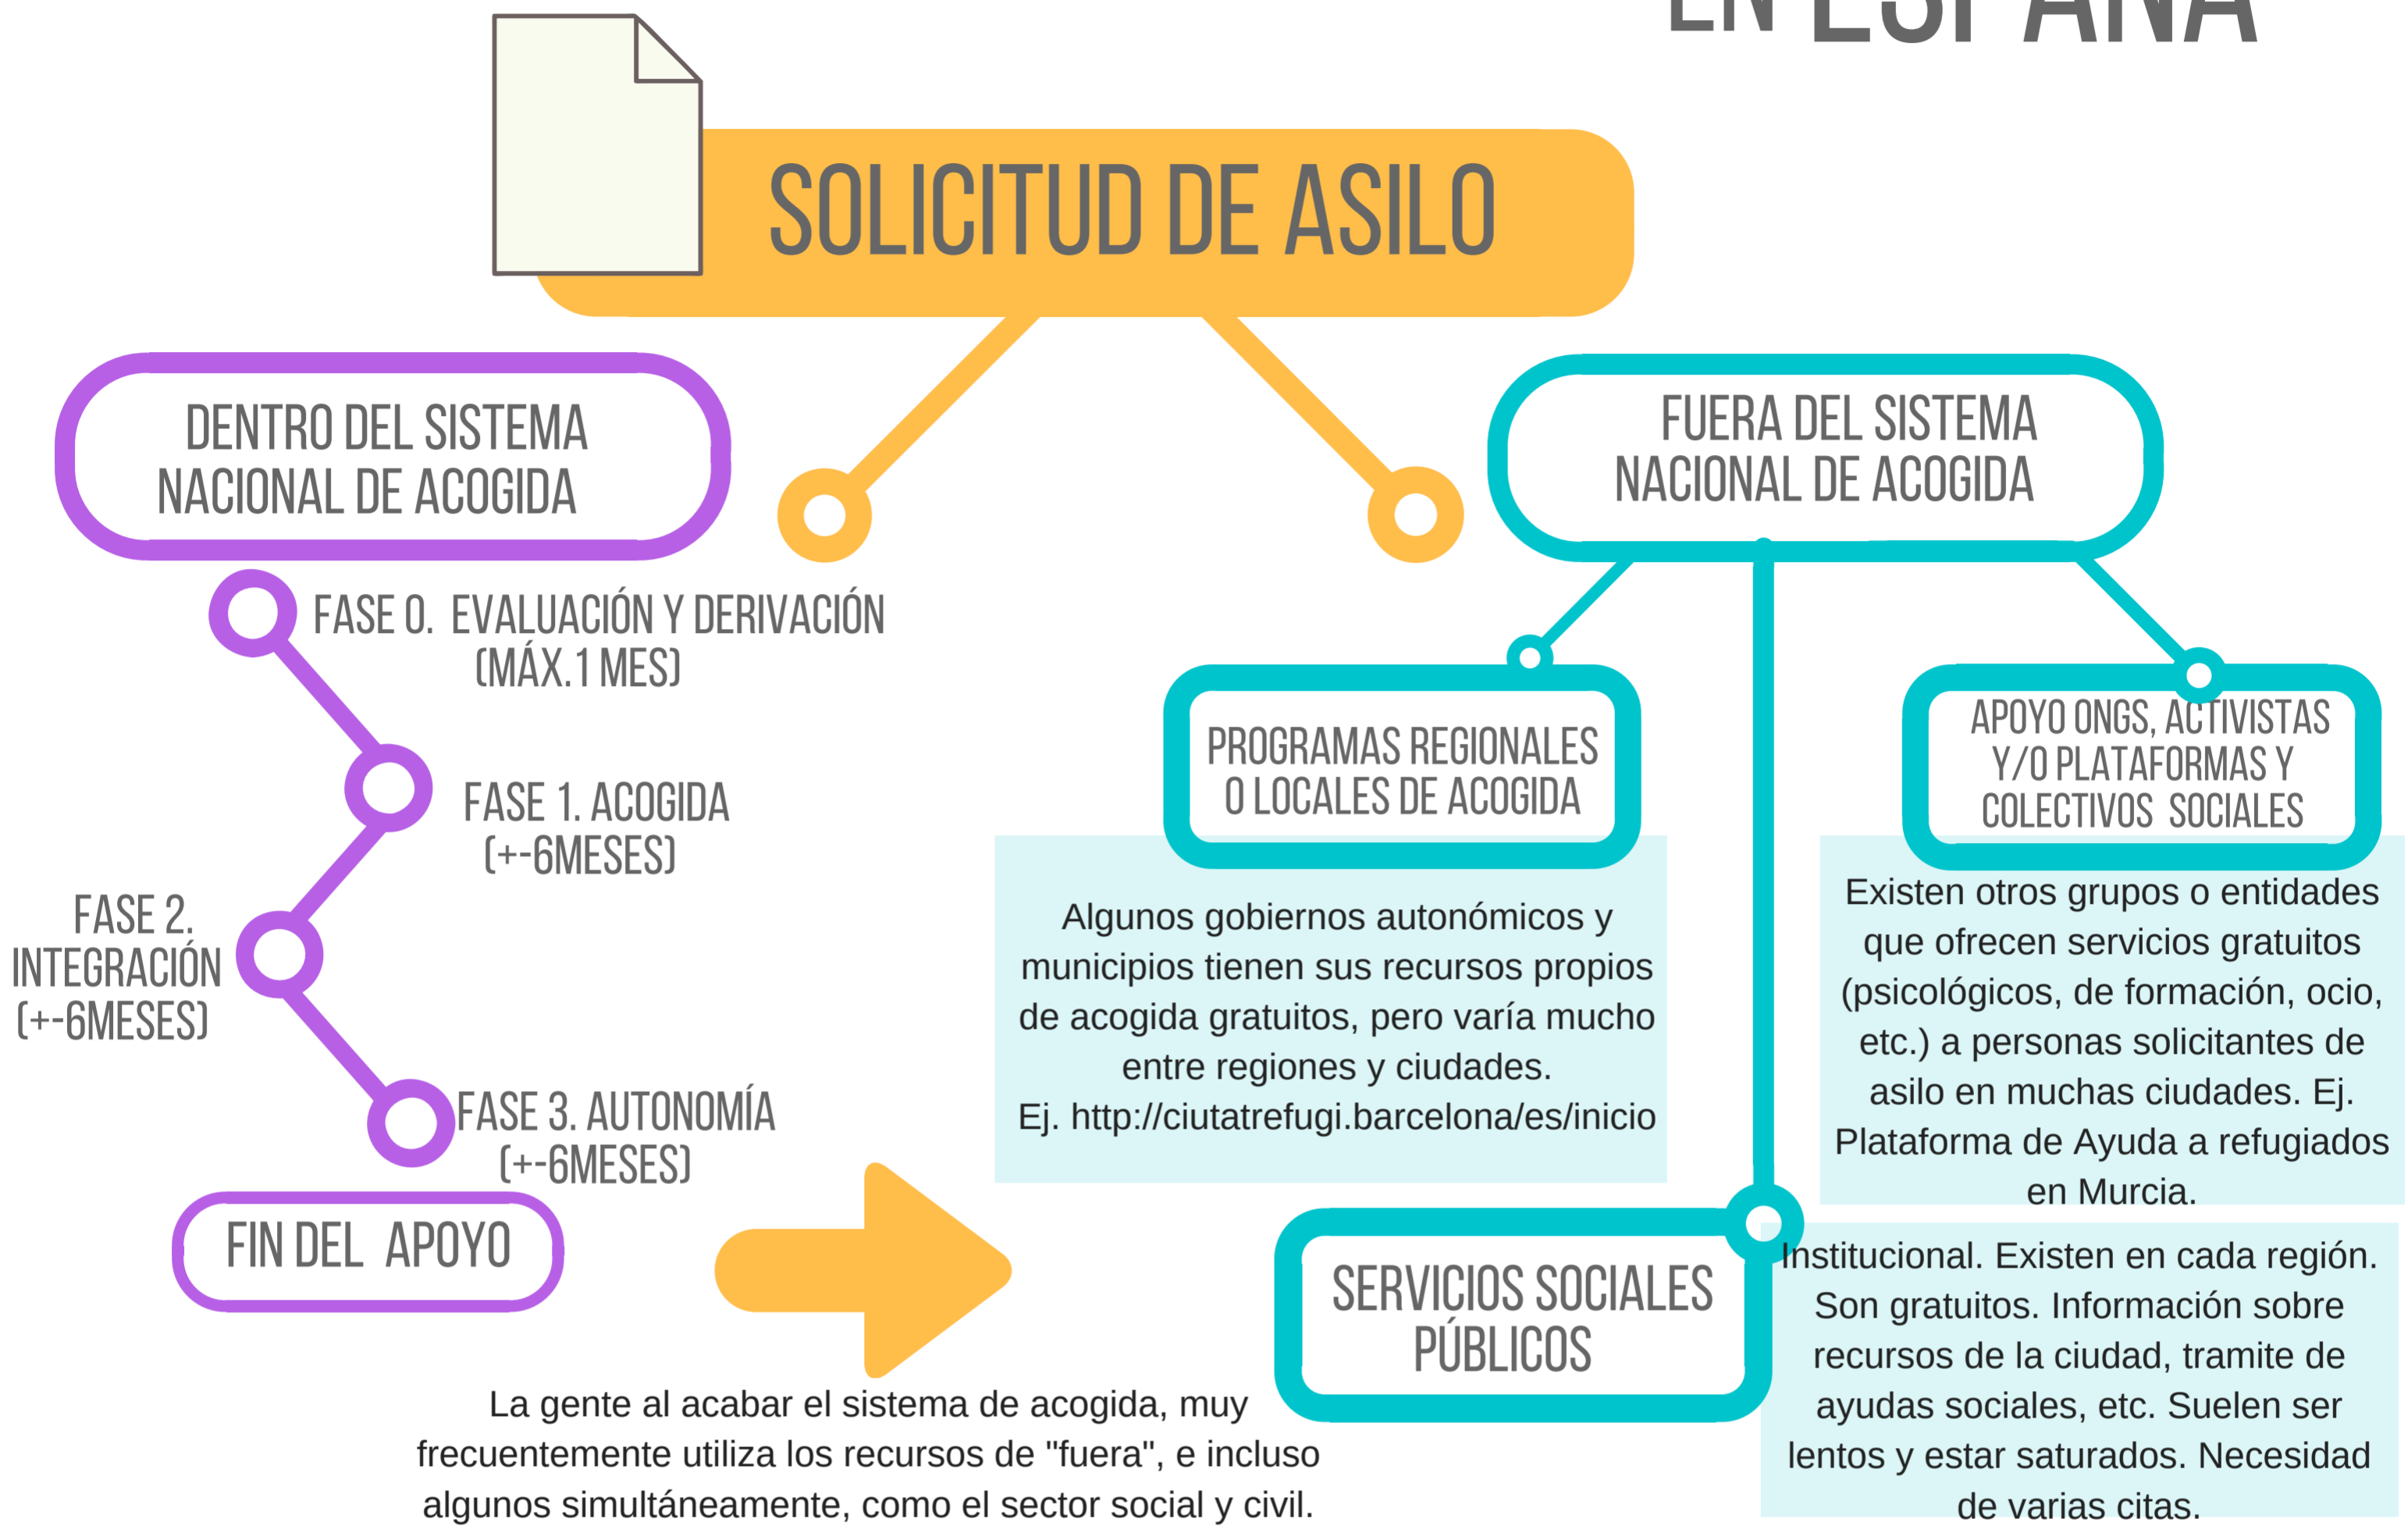 EN ESPAÑA
SOLICITUD DE ASILO
DENTRO DEL SISTEMA
NACIONAL DE ACOGIDA
FASE 0. EVALUACIÓN Y DERIVACIÓN
(MÁX.1 MES)
FASE 1. ACOGIDA
(+-6MESES)
FASE 2.
INTEGRACIÓN
(+-6MESES)
FASE 3. AUTONOMÍA
(+-6MESES)
FIN DEL APOYO
La gente al acabar el sistema de acogida, muy
frecuentemente utiliza los recursos de "fuera", e incluso
algunos simultáneamente, como el sector social y civil.
FUERA DEL SISTEMA
NACIONAL DE ACOGIDA
PROGRAMAS REGIONALES
O LOCALES DE ACOGIDA
Algunos gobiernos autonómicos y
municipios tienen sus recursos propios
de acogida gratuitos, pero varía mucho
entre regiones y ciudades.
Ej. http://ciutatrefugi.barcelona/es/inicio
APOYO ONGS, ACTIVISTAS
Y/O PLATAFORMAS Y
COLECTIVOS SOCIALES
Existen otros grupos o entidades
que ofrecen servicios gratuitos
(psicológicos, de formación, ocio,
etc.) a personas solicitantes de
asilo en muchas ciudades. Ej.
Plataforma de Ayuda a refugiados
en Murcia.
SERVICIOS SOCIALES
PÚBLICOS
Institucional. Existen en cada región.
Son gratuitos. Información sobre
recursos de la ciudad, tramite de
ayudas sociales, etc. Suelen ser
lentos y estar saturados. Necesidad
de varias citas.